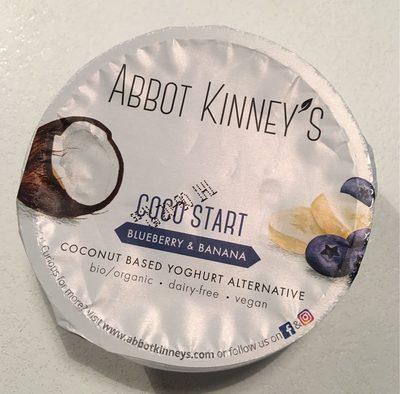 ABBOT KINNEY'S
COCO START
BLUEBERRY & BANANA
COCONUT BASED YOGHURT ALTERNATIVE
bio/organic • dairy-free • vegan
Curious for more? visit www.abbotkinneys.com or follow us on f &